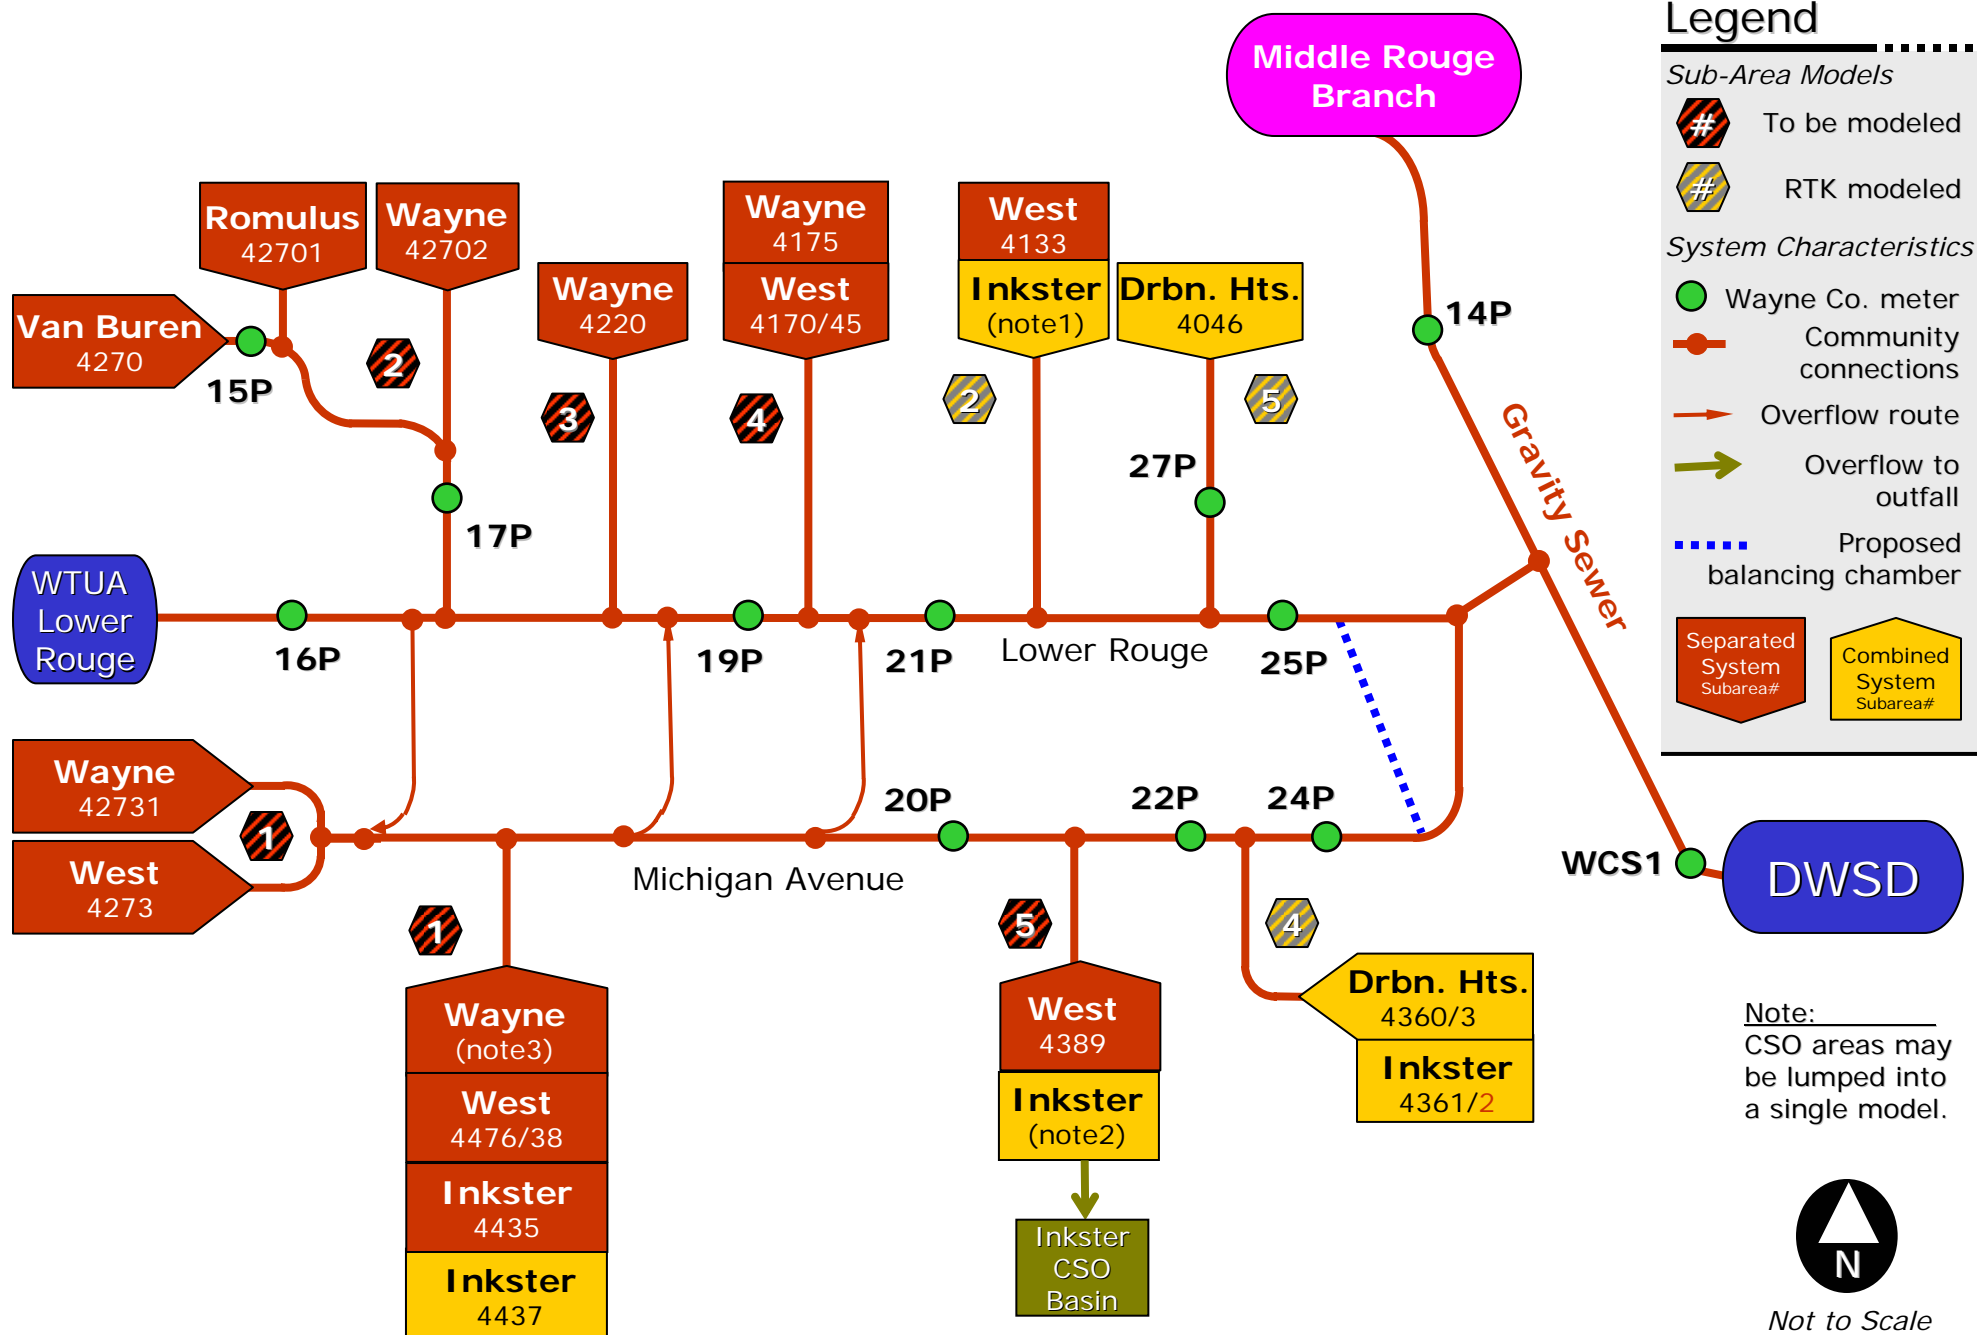 Legend
Sub-Area Models
# To be modeled
# RTK modeled
System Characteristics
Wayne Co. meter
Community
connections
Overflow route
Overflow to
outfall
Proposed
balancing chamber
Separated
System
Subarea#
Combined
System
Subarea#
Middle Rouge
Branch
Romulus
42701
Wayne
42702
Van Buren
4270
15P
2
17P
Wayne
4220
3
Wayne
4175
West
4170/45
4
West
4133
Inkster
(note1)
2
Drbn. Hts.
4046
5
27P
14P
Gravity Sewer
WTUA
Lower
Rouge
16P
19P
21P
Lower Rouge
25P
Wayne
42731
West
4273
1
20P
22P
24P
Michigan Avenue
WCS1
DWSD
1
5
4
Wayne
(note3)
West
4476/38
Inkster
4435
Inkster
4437
West
4389
Inkster
(note2)
Inkster
CSO
Basin
Drbn. Hts.
4360/3
Inkster
4361/2
Note:
CSO areas may
be lumped into
a single model.
N
Not to Scale